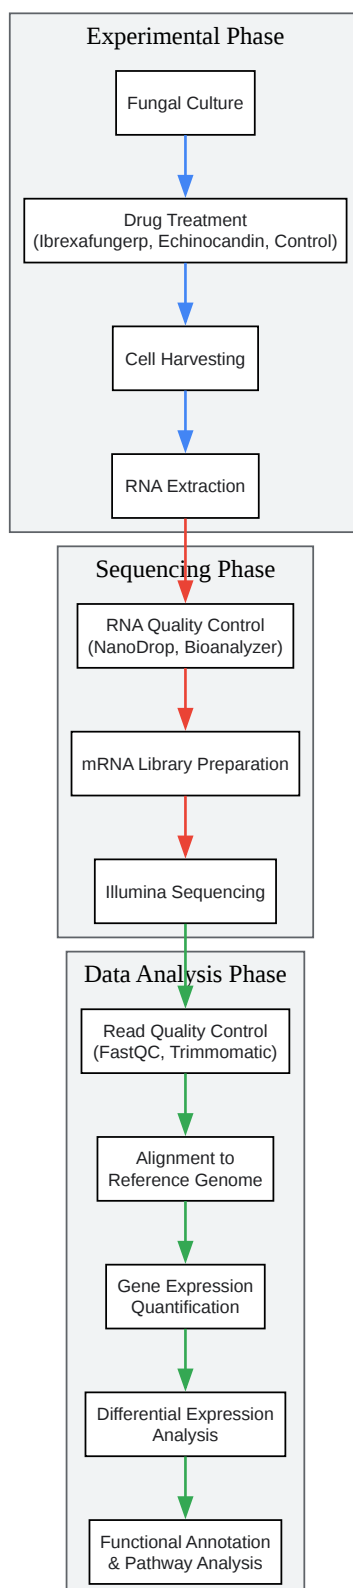 Experimental Phase
Fungal Culture
Drug Treatment
(Ibrexafungerp, Echinocandin, Control)
Cell Harvesting
RNA Extraction
Sequencing Phase
RNA Quality Control
(NanoDrop, Bioanalyzer)
mRNA Library Preparation
Illumina Sequencing
Data Analysis Phase
Read Quality Control
(FastQC, Trimmomatic)
Alignment to
Reference Genome
Gene Expression
Quantification
Differential Expression
Analysis
Functional Annotation
& Pathway Analysis